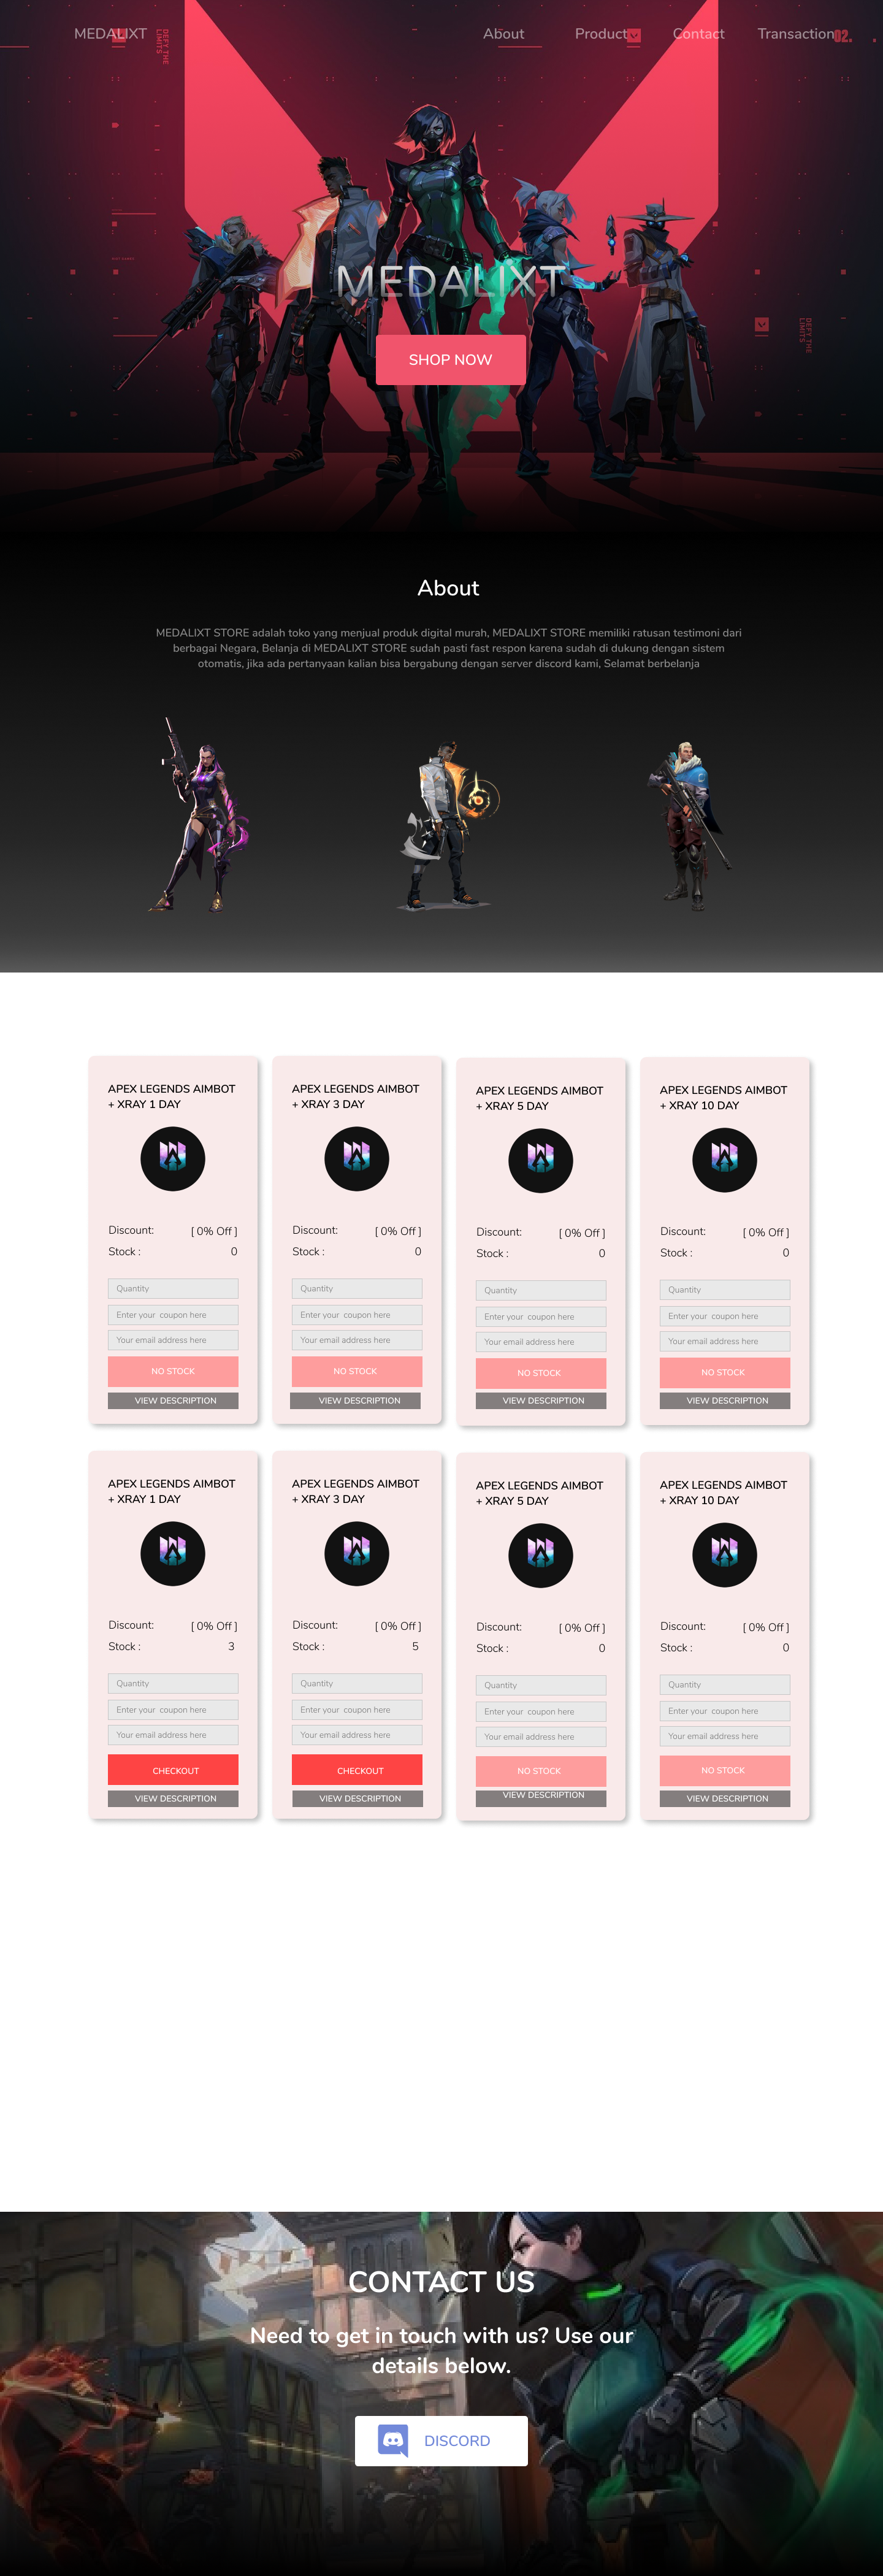 MEDALIXT
About
Product
Contact
Transaction
02.
DEFY THE
LIMITS
MEDALIXT
SHOP NOW
DEFY THE
LIMITS
About
MEDALIXT STORE adalah toko yang menjual produk digital murah, MEDALIXT STORE memiliki ratusan testimoni dari
berbagai Negara, Belanja di MEDALIXT STORE sudah pasti fast respon karena sudah di dukung dengan sistem
otomatis, jika ada pertanyaan kalian bisa bergabung dengan server discord kami, Selamat berbelanja
APEX LEGENDS AIMBOT
+ XRAY 1 DAY
Discount: [ 0% Off ]
Stock : 0
Quantity
Enter your coupon here
Your email address here
NO STOCK
VIEW DESCRIPTION
APEX LEGENDS AIMBOT
+ XRAY 3 DAY
Discount: [ 0% Off ]
Stock : 0
Quantity
Enter your coupon here
Your email address here
NO STOCK
VIEW DESCRIPTION
APEX LEGENDS AIMBOT
+ XRAY 5 DAY
Discount: [ 0% Off ]
Stock : 0
Quantity
Enter your coupon here
Your email address here
NO STOCK
VIEW DESCRIPTION
APEX LEGENDS AIMBOT
+ XRAY 10 DAY
Discount: [ 0% Off ]
Stock : 0
Quantity
Enter your coupon here
Your email address here
NO STOCK
VIEW DESCRIPTION
APEX LEGENDS AIMBOT
+ XRAY 1 DAY
Discount: [ 0% Off ]
Stock : 3
Quantity
Enter your coupon here
Your email address here
CHECKOUT
VIEW DESCRIPTION
APEX LEGENDS AIMBOT
+ XRAY 3 DAY
Discount: [ 0% Off ]
Stock : 5
Quantity
Enter your coupon here
Your email address here
CHECKOUT
VIEW DESCRIPTION
APEX LEGENDS AIMBOT
+ XRAY 5 DAY
Discount: [ 0% Off ]
Stock : 0
Quantity
Enter your coupon here
Your email address here
NO STOCK
VIEW DESCRIPTION
APEX LEGENDS AIMBOT
+ XRAY 10 DAY
Discount: [ 0% Off ]
Stock : 0
Quantity
Enter your coupon here
Your email address here
NO STOCK
VIEW DESCRIPTION
CONTACT US
Need to get in touch with us? Use our
details below.
DISCORD